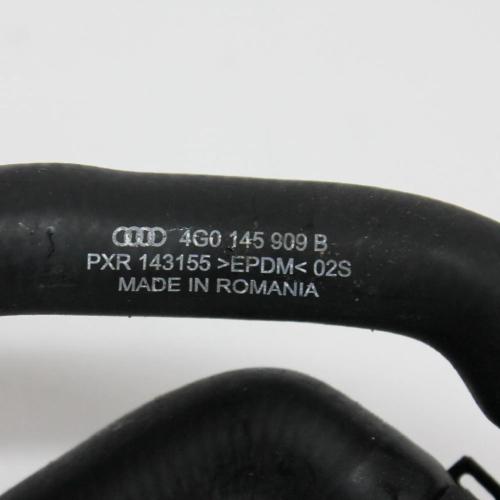 4G0 145 909 B
PXR 143155 >EPDM< 02S
MADE IN ROMANIA